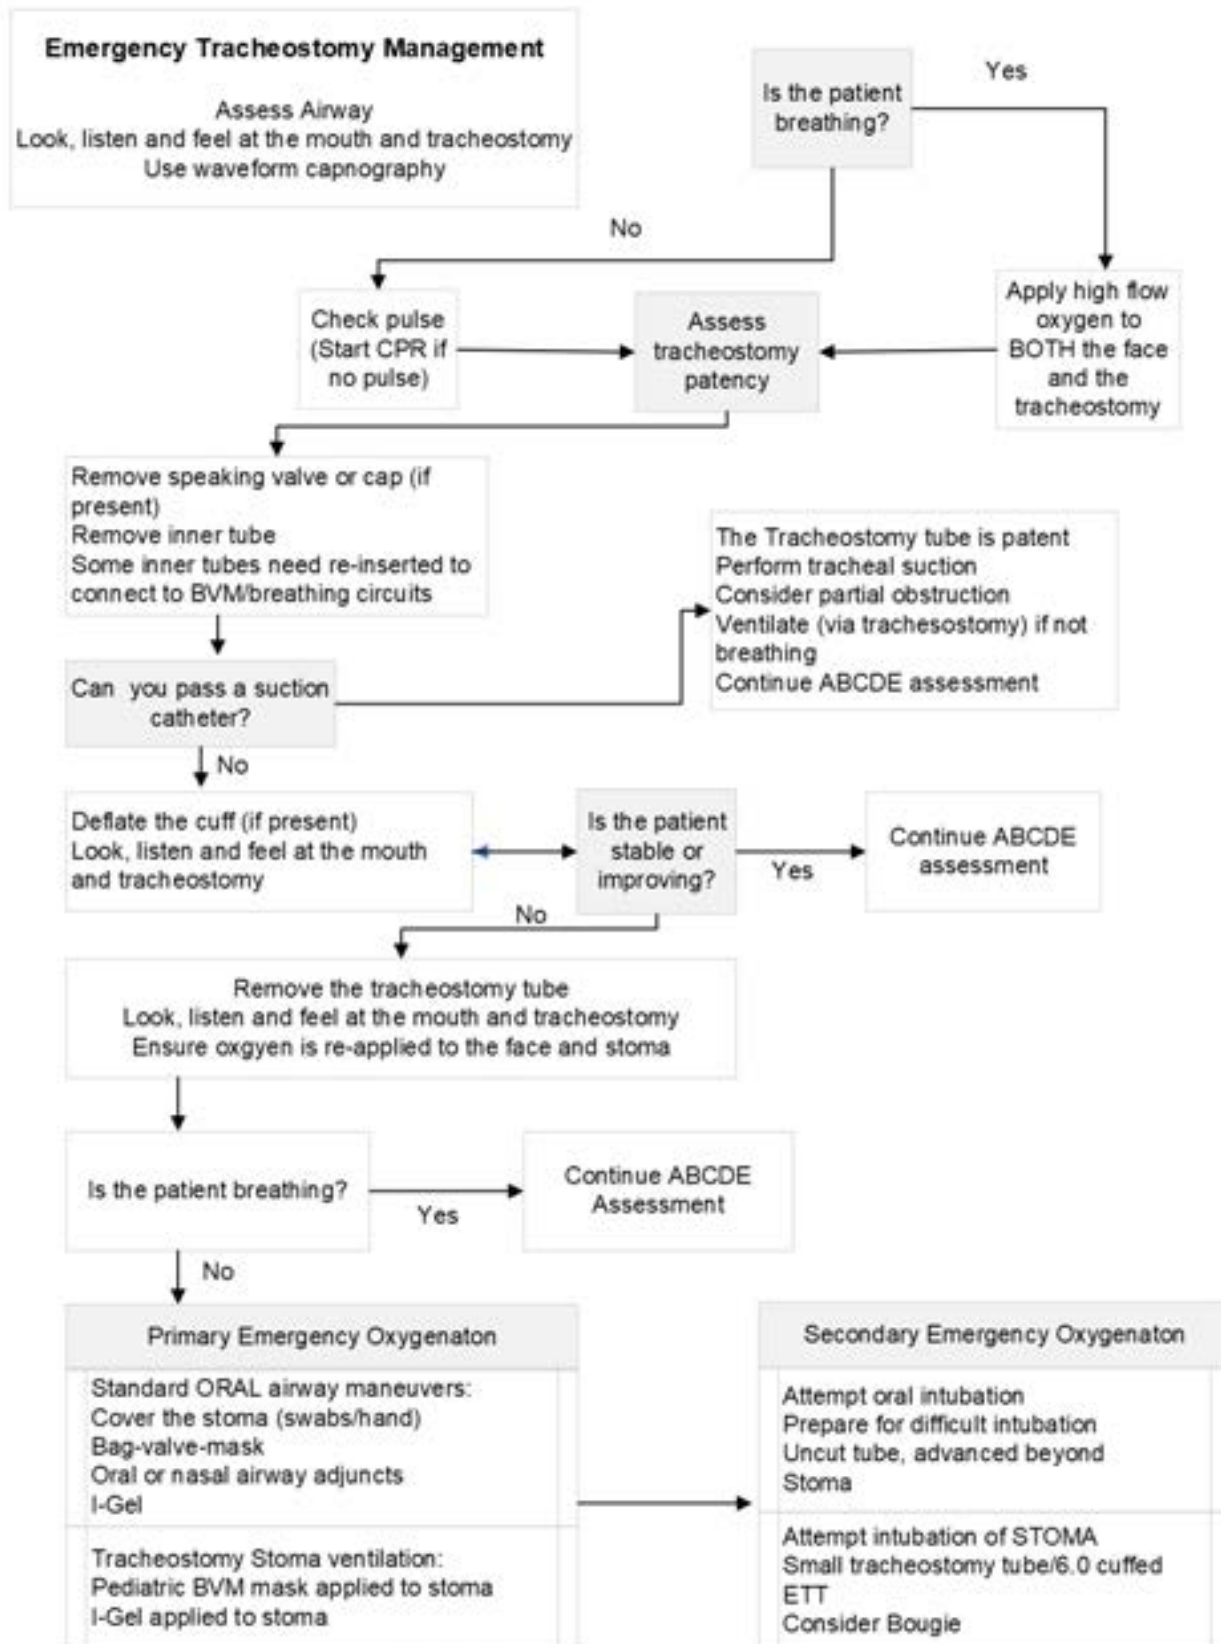 Emergency Tracheostomy Management
Assess Airway
Look, listen and feel at the mouth and tracheostomy
Use waveform capnography
Is the patient
breathing?
Yes
No
Check pulse
(Start CPR if
no pulse)
Assess
tracheostomy
patency
Apply high flow
oxygen to
BOTH the face
and the
tracheostomy
Remove speaking valve or cap (if
present)
Remove inner tube
Some inner tubes need re-inserted to
connect to BVM/breathing circuits
The Tracheostomy tube is patent
Perform tracheal suction
Consider partial obstruction
Ventilate (via trachesostomy) if not
breathing
Continue ABCDE assessment
Can you pass a suction
catheter?
No
Deflate the cuff (if present)
Look, listen and feel at the mouth
and tracheostomy
Is the patient
stable or
improving?
Yes
Continue ABCDE
assessment
No
Remove the tracheostomy tube
Look, listen and feel at the mouth and tracheostomy
Ensure oxgyen is re-applied to the face and stoma
Is the patient breathing?
Yes
Continue ABCDE
Assessment
No
Primary Emergency Oxygenaton
Standard ORAL airway maneuvers:
Cover the stoma (swabs/hand)
Bag-valve-mask
Oral or nasal airway adjuncts
I-Gel
Tracheostomy Stoma ventilation:
Pediatric BVM mask applied to stoma
I-Gel applied to stoma
Secondary Emergency Oxygenaton
Attempt oral intubation
Prepare for difficult intubation
Uncut tube, advanced beyond
Stoma
Attempt intubation of STOMA
Small tracheostomy tube/6.0 cuffed
ETT
Consider Bougie